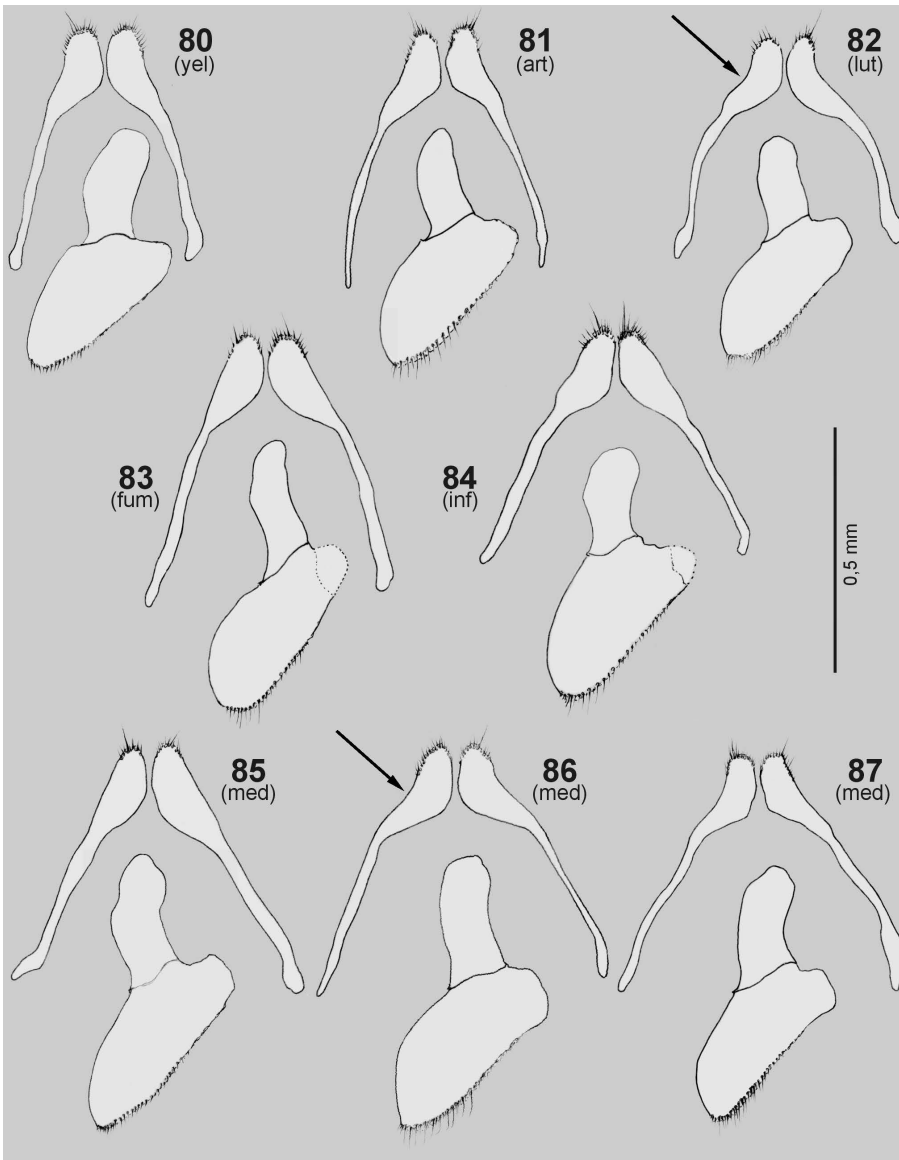 80
(yel)
81
(art)
82
(lut)
83
(fum)
84
(inf)
0,5 mm
85
(med)
86
(med)
87
(med)